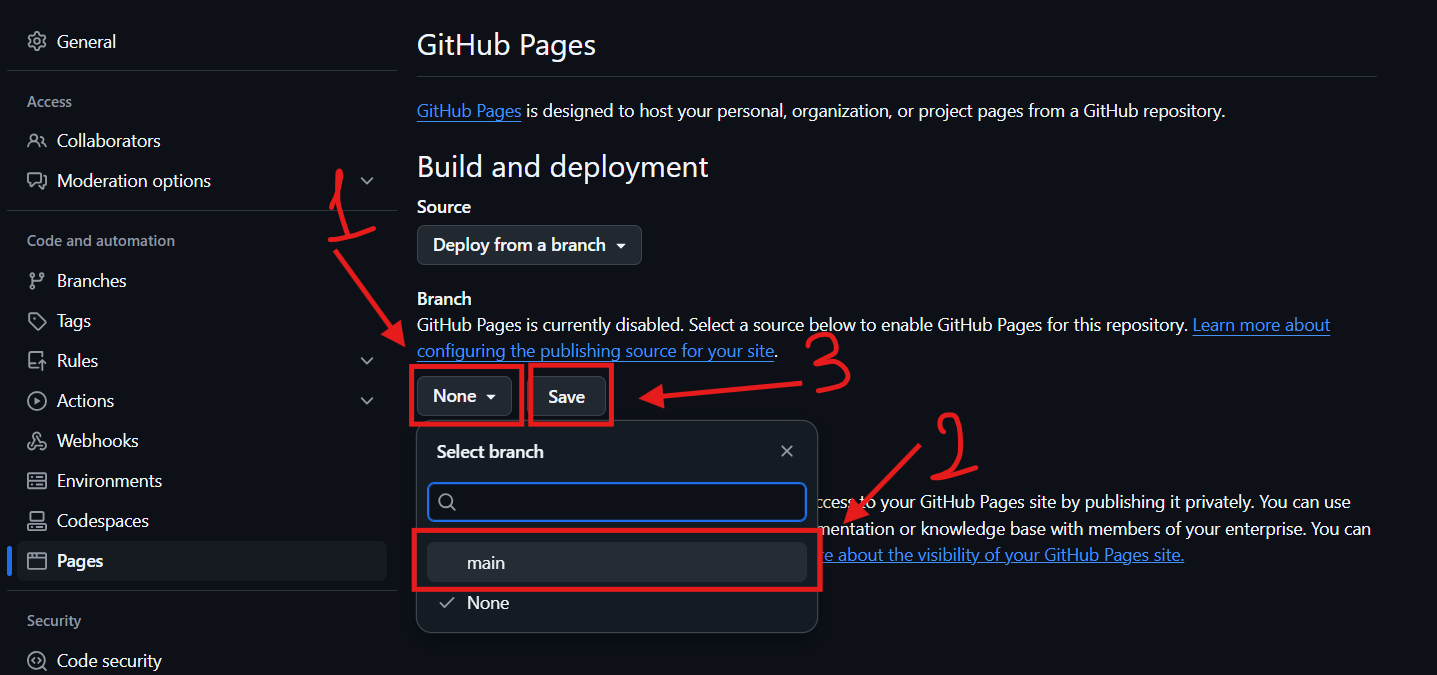 General
Access
Collaborators
Moderation options
Code and automation
Branches
Tags
Rules
Actions
Webhooks
Environments
Codespaces
Pages
Security
Code security
GitHub Pages
GitHub Pages is designed to host your personal, organization, or project pages from a GitHub repository.
Build and deployment
Source
Deploy from a branch
Branch
GitHub Pages is currently disabled. Select a source below to enable GitHub Pages for this repository. Learn more about
configuring the publishing source for your site.
1
None
Save
3
Select branch
2
to your GitHub Pages site by publishing it privately. You can use
or knowledge base with members of your enterprise. You can
about the visibility of your GitHub Pages site.
main
None